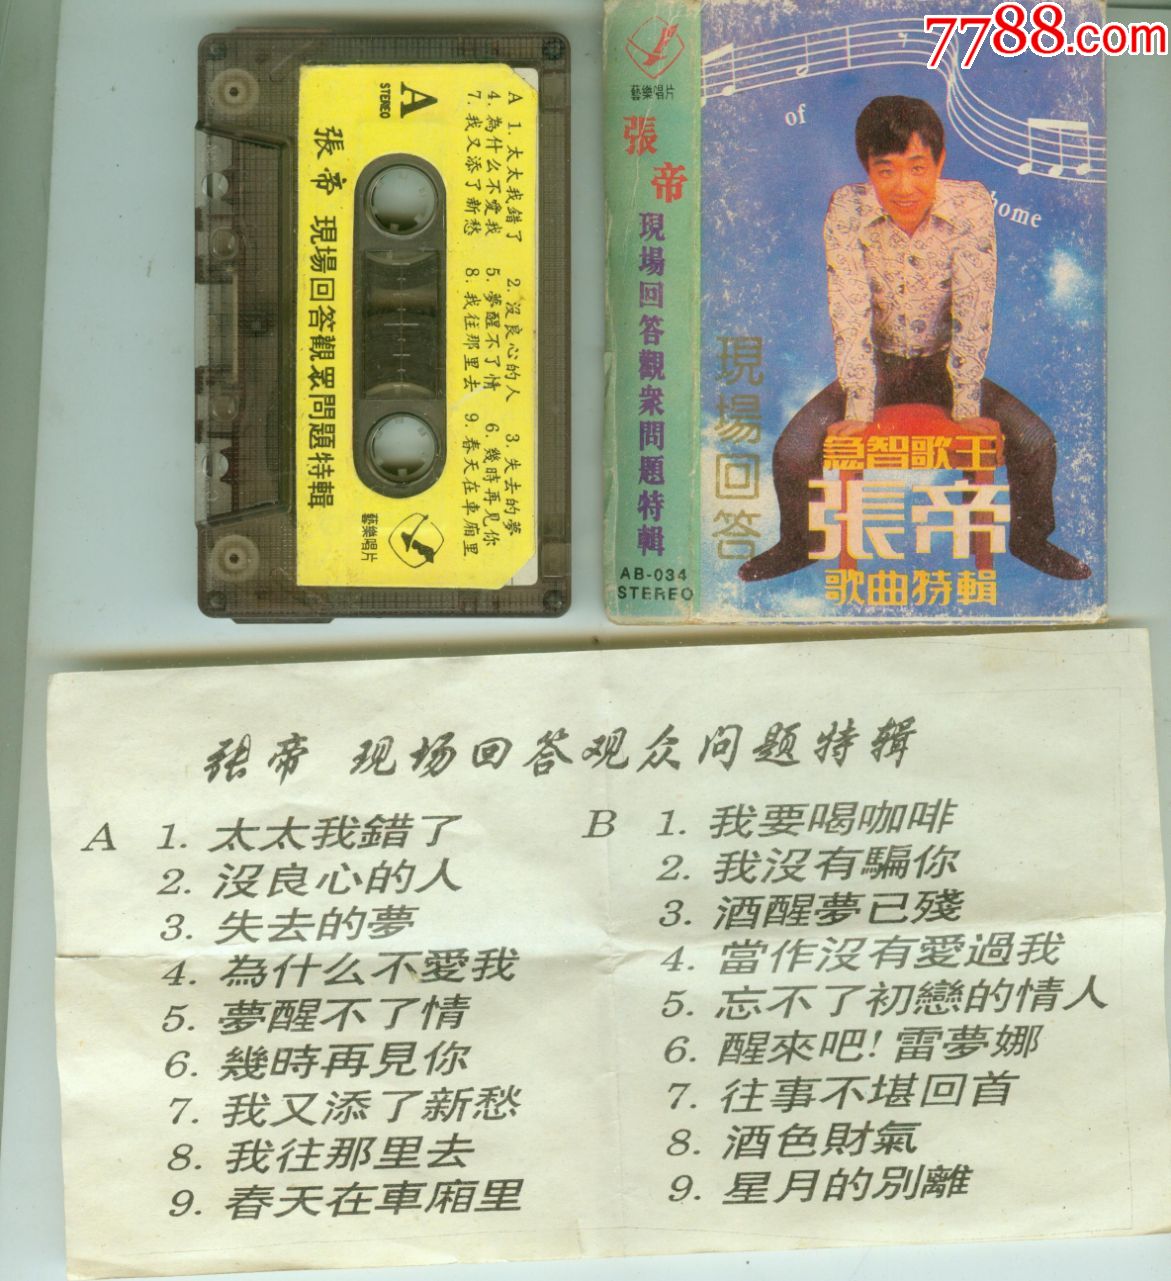 7788.com
A
STEREO
A 1. 太太我錯了 2. 沒良心的人 3. 失去的夢
4. 為什么不愛我 5. 夢醒不了情 6. 幾時再見你
7. 我又添了新愁 8. 我往那里去 9. 春天在車廂里
張帝 現場回答觀眾問題特輯
藝樂唱片
藝樂唱片
張帝
現場回答觀衆問題特輯
AB-034
STEREO
of
home
現場回答
急智歌王
張帝
歌曲特輯
张帝 现场回答观众问题特辑
A 1. 太太我錯了
2. 沒良心的人
3. 失去的夢
4. 為什么不愛我
5. 夢醒不了情
6. 幾時再見你
7. 我又添了新愁
8. 我往那里去
9. 春天在車廂里
B 1. 我要喝咖啡
2. 我沒有騙你
3. 酒醒夢已殘
4. 當作沒有愛過我
5. 忘不了初戀的情人
6. 醒來吧!雷夢娜
7. 往事不堪回首
8. 酒色財氣
9. 星月的別離